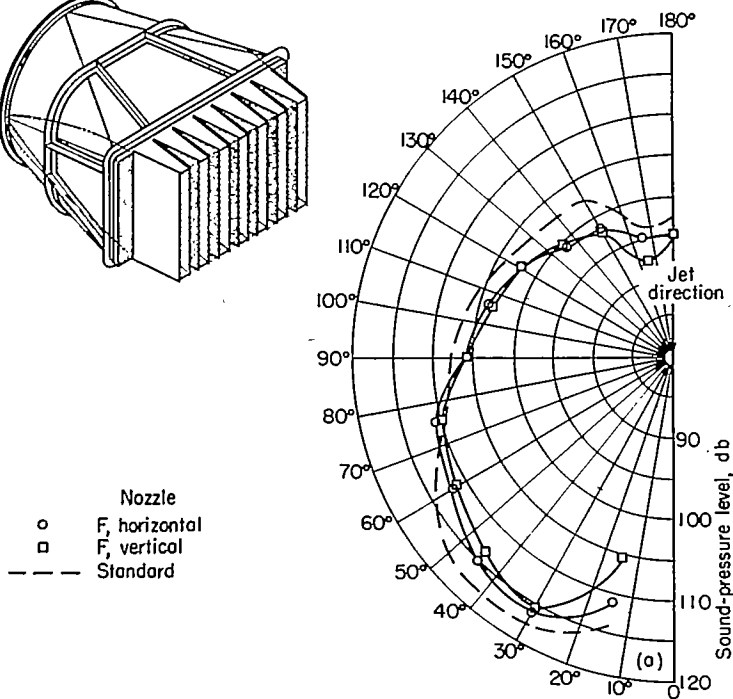 180°
170°
160°
150°
140°
130°
120°
110°
100°
90°
80°
70°
60°
50°
40°
30°
20°
10°
0
Jet
direction
90
100
110
120
Sound-pressure level, db
(a)
Nozzle
F, horizontal
F, vertical
Standard